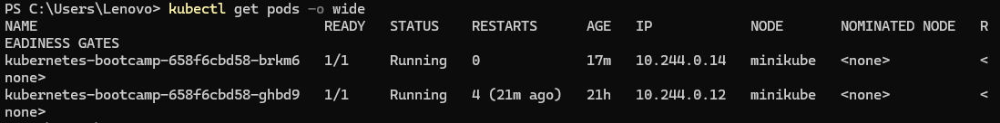 PS C:\Users\Lenovo> kubectl get pods -o wide
NAME READY STATUS RESTARTS AGE IP NODE NOMINATED NODE R
EADINESS GATES
kubernetes-bootcamp-658f6cbd58-brkm6 1/1 Running 0 17m 10.244.0.14 minikube <none> <
none>
kubernetes-bootcamp-658f6cbd58-ghbd9 1/1 Running 4 (21m ago) 21h 10.244.0.12 minikube <none> <
none>